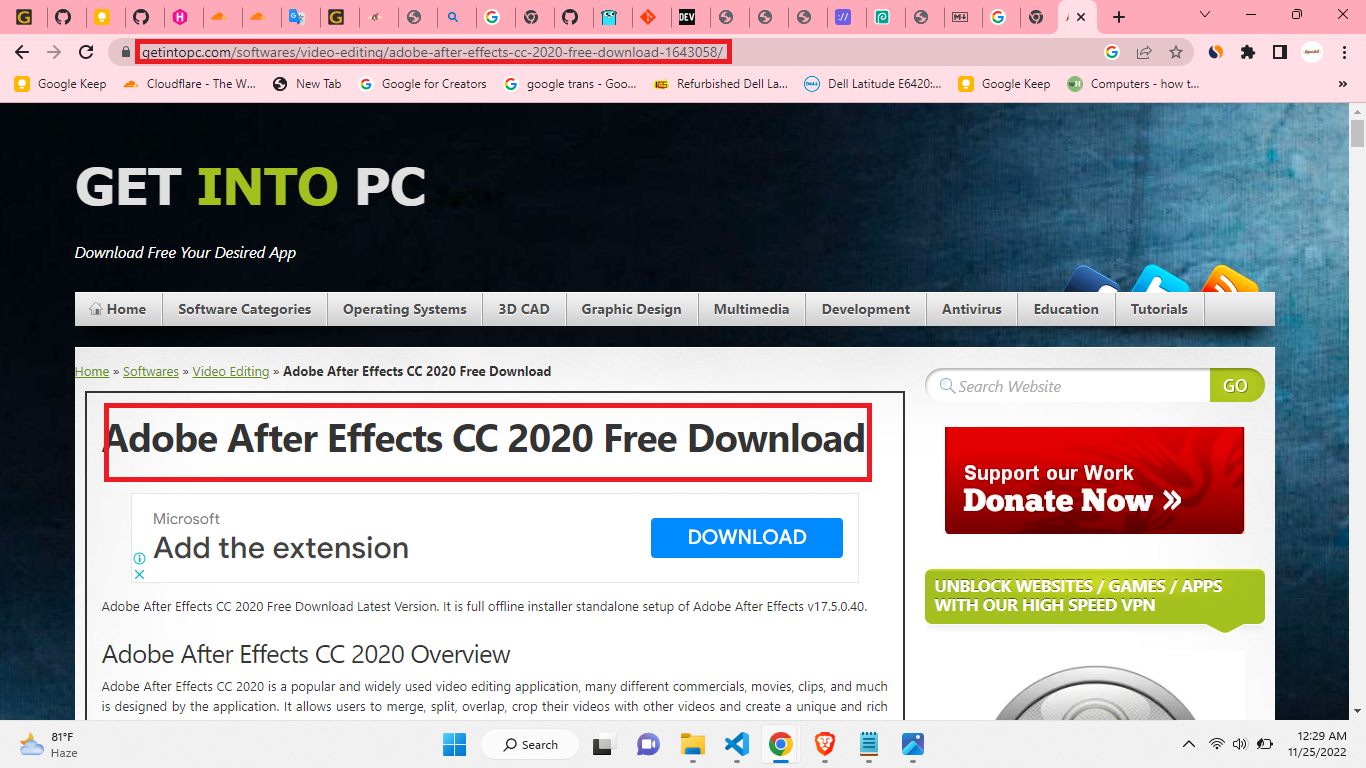 getintopc.com/softwares/video-editing/adobe-after-effects-cc-2020-free-download-1643058/
Google Keep
Cloudflare - The W...
New Tab
Google for Creators
google trans - Goo...
Refurbished Dell La...
Dell Latitude E6420:...
Google Keep
Computers - how t...
GET INTO PC
Download Free Your Desired App
Home
Software Categories
Operating Systems
3D CAD
Graphic Design
Multimedia
Development
Antivirus
Education
Tutorials
Home » Softwares » Video Editing » Adobe After Effects CC 2020 Free Download
Search Website
GO
Adobe After Effects CC 2020 Free Download
Support our Work
Donate Now »
Microsoft
Add the extension
DOWNLOAD
UNBLOCK WEBSITES / GAMES / APPS
WITH OUR HIGH SPEED VPN
Adobe After Effects CC 2020 Free Download Latest Version. It is full offline installer standalone setup of Adobe After Effects v17.5.0.40.
Adobe After Effects CC 2020 Overview
Adobe After Effects CC 2020 is a popular and widely used video editing application, many different commercials, movies, clips, and much
is designed by the application. It allows users to merge, split, overlap, crop their videos with other videos and create a unique and rich
81°F
Haze
Search
12:29 AM
11/25/2022